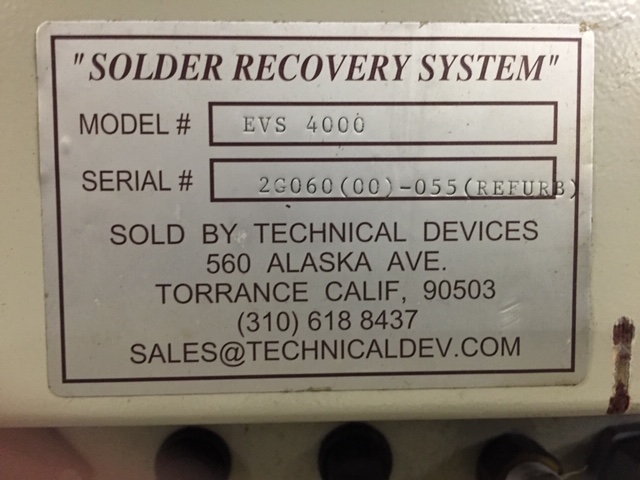 "SOLDER RECOVERY SYSTEM"
MODEL # EVS 4000
SERIAL # 2G060(00)-055(REFURB)
SOLD BY TECHNICAL DEVICES
560 ALASKA AVE.
TORRANCE CALIF, 90503
(310) 618 8437
SALES@TECHNICALDEV.COM